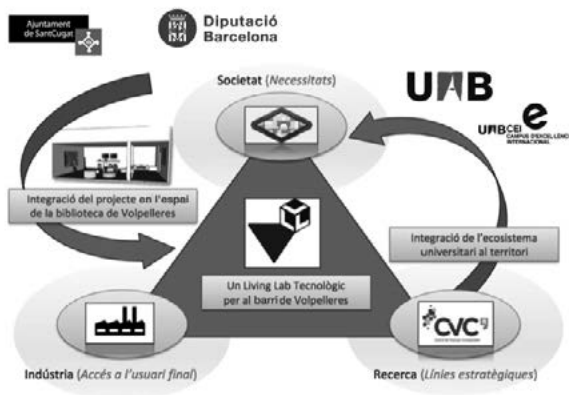 Ajuntament
de SantCugat
Diputació
Barcelona
Societat (Necessitats)
UAB
UAB CEI
CAMPUS D'EXCEL·LÈNCIA
INTERNACIONAL
Integració del projecte en l'espai
de la biblioteca de Volpelleres
Integració de l'ecosistema
universitari al territori
Un Living Lab Tecnològic
per al barri de Volpelleres
CVC
Indústria (Accés a l'usuari final)
Recerca (Línies estratègiques)